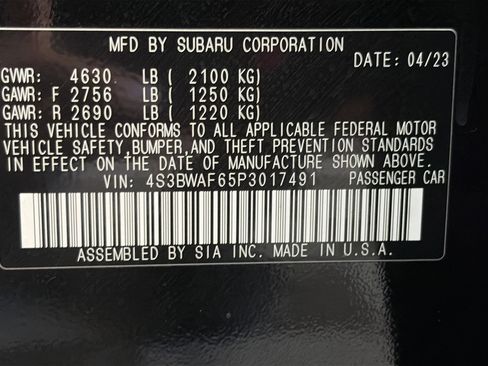 MFD BY SUBARU CORPORATION
DATE: 04/23
GVWR: 4630 LB ( 2100 KG)
GAWR: F 2756 LB ( 1250 KG)
GAWR: R 2690 LB ( 1220 KG)
THIS VEHICLE CONFORMS TO ALL APPLICABLE FEDERAL MOTOR
VEHICLE SAFETY, BUMPER, AND THEFT PREVENTION STANDARDS
IN EFFECT ON THE DATE OF MANUFACTURE SHOWN ABOVE.
VIN: 4S3BWAF65P3017491 PASSENGER CAR
ASSEMBLED BY SIA INC. MADE IN U.S.A.